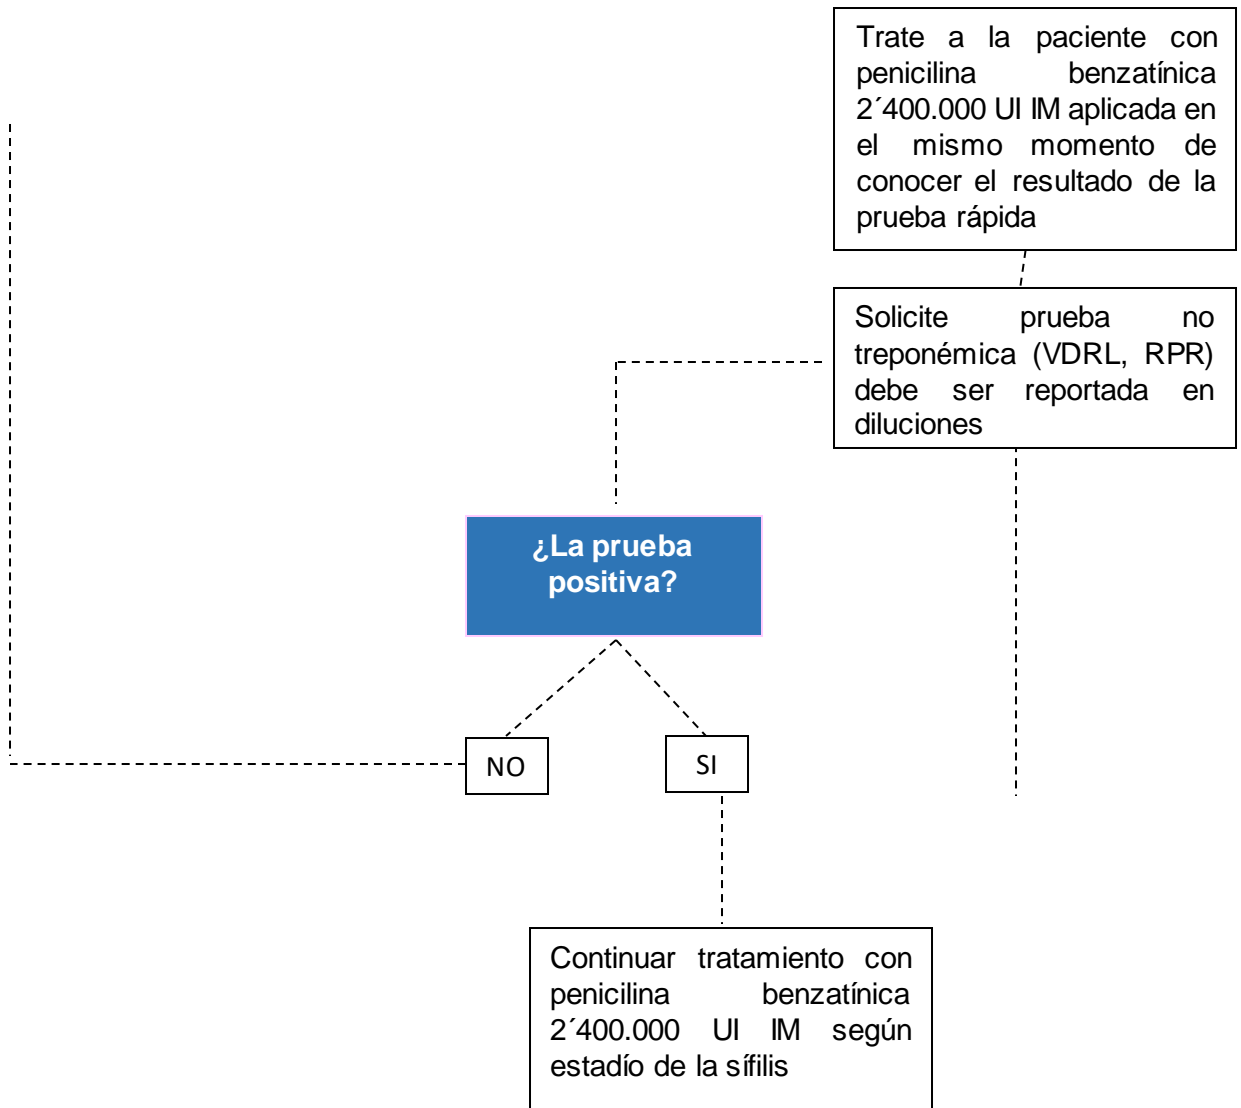 Trate a la paciente con
penicilina benzatínica
2´400.000 UI IM aplicada en
el mismo momento de
conocer el resultado de la
prueba rápida
Solicite prueba no
treponémica (VDRL, RPR)
debe ser reportada en
diluciones
¿La prueba
positiva?
NO
SI
Continuar tratamiento con
penicilina benzatínica
2´400.000 UI IM según
estadío de la sífilis